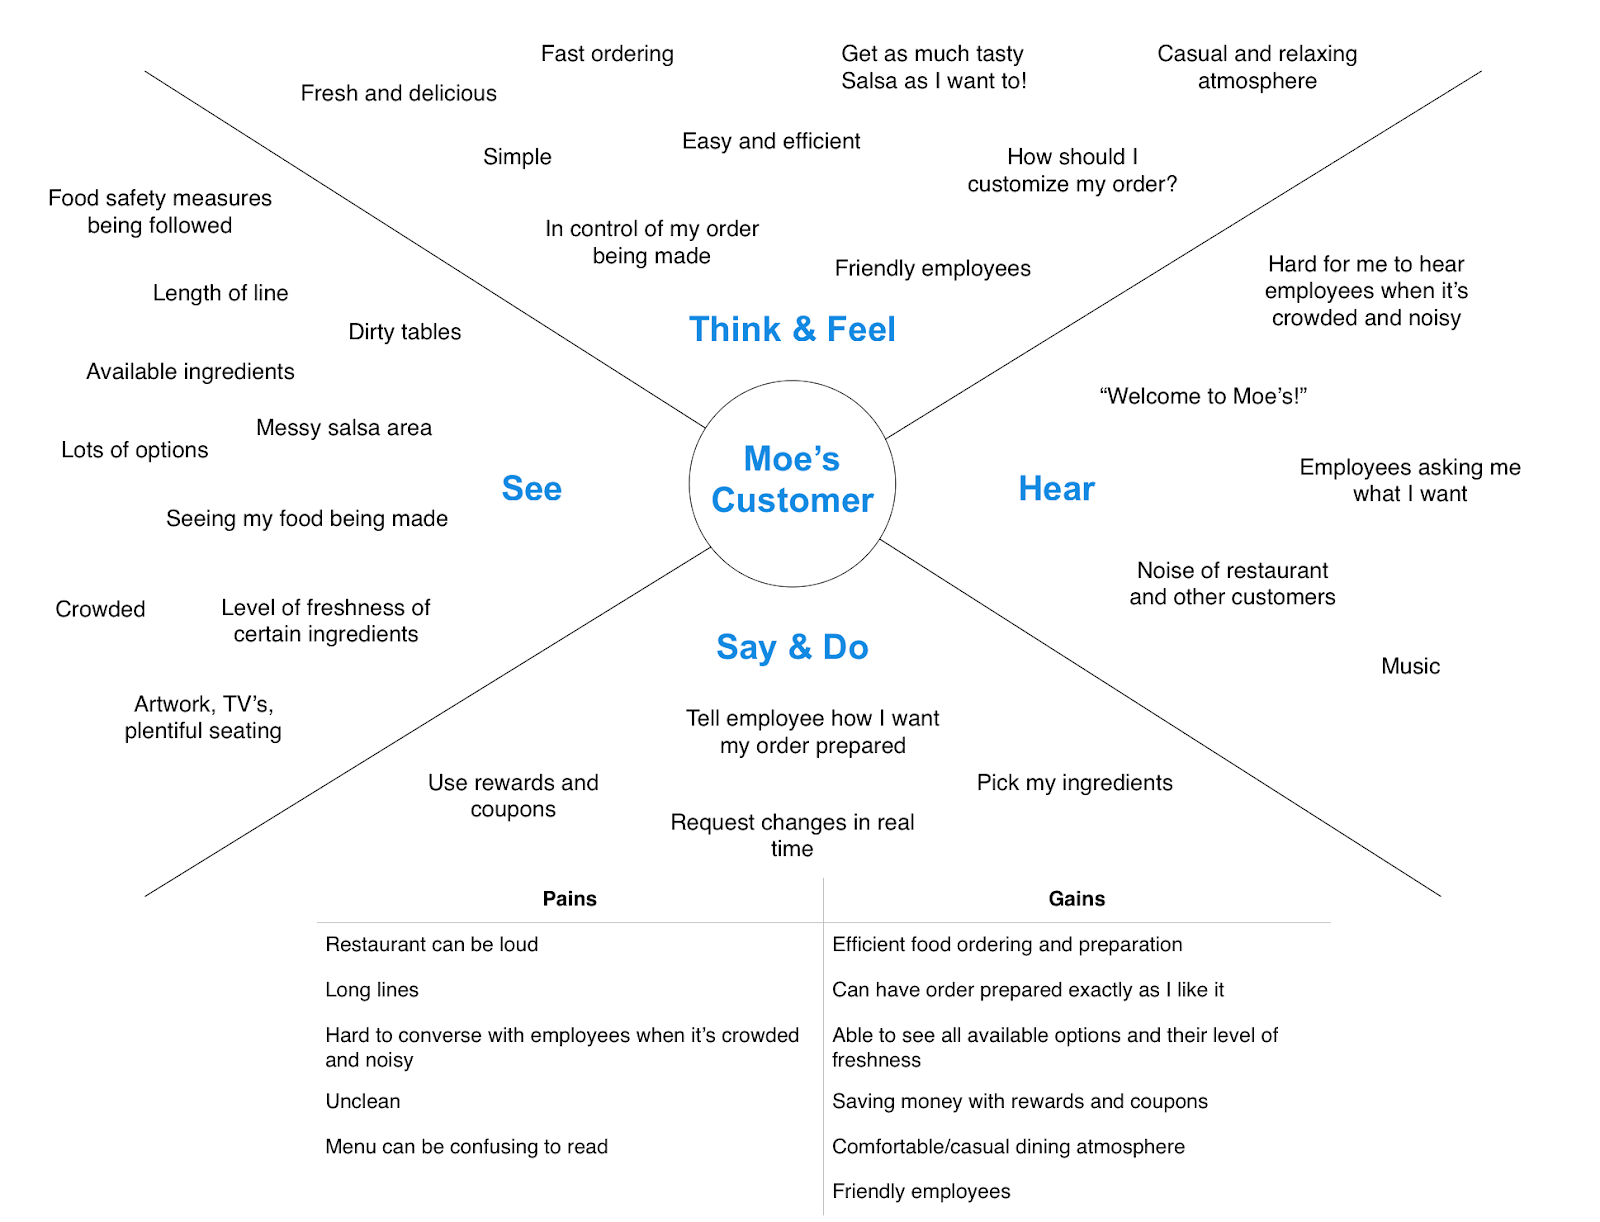 Fast ordering
Get as much tasty
Salsa as I want to!
Casual and relaxing
atmosphere
Fresh and delicious
Simple
Easy and efficient
How should I
customize my order?
In control of my order
being made
Friendly employees
Think & Feel
Food safety measures
being followed
Length of line
Dirty tables
Available ingredients
Messy salsa area
Lots of options
See
Seeing my food being made
Crowded
Level of freshness of
certain ingredients
Artwork, TV’s,
plentiful seating
Moe’s
Customer
Hard for me to hear
employees when it’s
crowded and noisy
“Welcome to Moe’s!”
Hear
Employees asking me
what I want
Noise of restaurant
and other customers
Music
Say & Do
Tell employee how I want
my order prepared
Use rewards and
coupons
Pick my ingredients
Request changes in real
time
Pains
Gains
Restaurant can be loud
Efficient food ordering and preparation
Long lines
Can have order prepared exactly as I like it
Hard to converse with employees when it’s crowded
and noisy
Able to see all available options and their level of
freshness
Unclean
Saving money with rewards and coupons
Menu can be confusing to read
Comfortable/casual dining atmosphere
Friendly employees